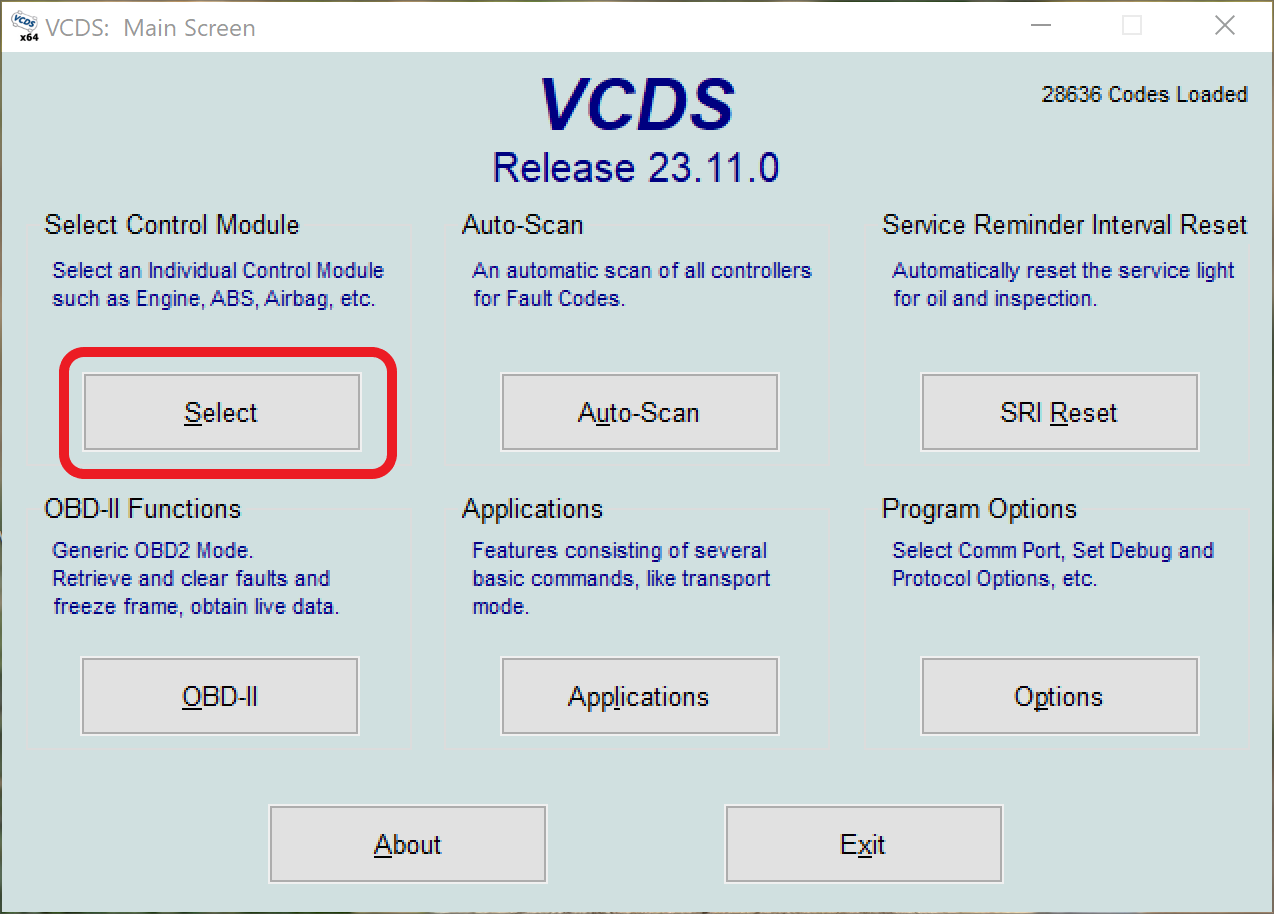 VCDS
x64
VCDS:  Main Screen
VCDS
28636 Codes Loaded
Release 23.11.0
Select Control Module
Select an Individual Control Module
such as Engine, ABS, Airbag, etc.
Select
Auto-Scan
An automatic scan of all controllers
for Fault Codes.
Auto-Scan
Service Reminder Interval Reset
Automatically reset the service light
for oil and inspection.
SRI Reset
OBD-II Functions
Generic OBD2 Mode.
Retrieve and clear faults and
freeze frame, obtain live data.
OBD-II
Applications
Features consisting of several
basic commands, like transport
mode.
Applications
Program Options
Select Comm Port, Set Debug and
Protocol Options, etc.
Options
About
Exit